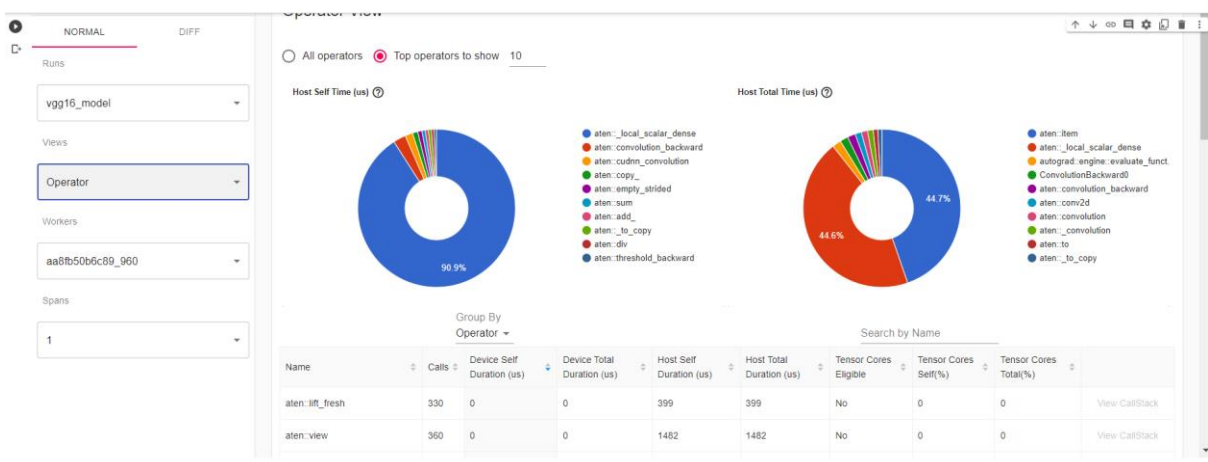 Operator View
NORMAL DIFF
Runs
vgg16_model
Views
Operator
Workers
aa8fb50b6c89_960
Spans
1
All operators Top operators to show 10
Host Self Time (us) ?
90.9%
aten::_local_scalar_dense
aten::convolution_backward
aten::cudnn_convolution
aten::copy_
aten::empty_strided
aten::sum
aten::add_
aten::_to_copy
aten::div
aten::threshold_backward
Host Total Time (us) ?
44.7%
44.6%
aten::item
aten::_local_scalar_dense
autograd::engine::evaluate_funct.
ConvolutionBackward0
aten::convolution_backward
aten::conv2d
aten::convolution
aten::_convolution
aten::to
aten::_to_copy
Group By
Operator
Search by Name
Name Calls Device Self Duration (us) Device Total Duration (us) Host Self Duration (us) Host Total Duration (us) Tensor Cores Eligible Tensor Cores Self(%) Tensor Cores Total(%)
aten::lift_fresh 330 0 0 399 399 No 0 0 View CallStack
aten::view 360 0 0 1482 1482 No 0 0 View CallStack